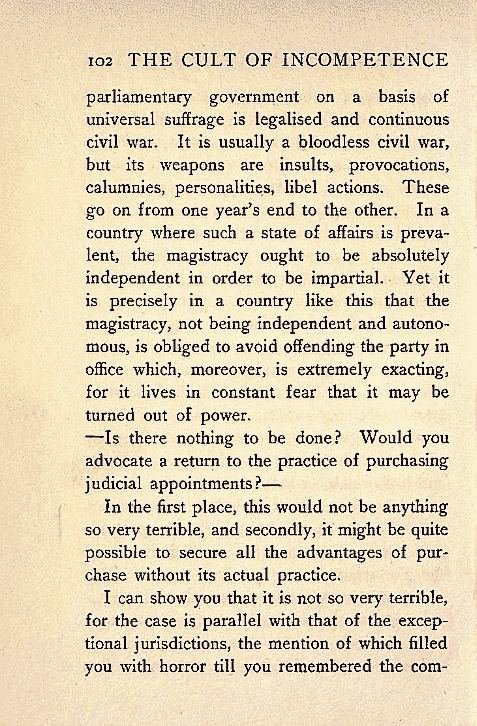 102 THE CULT OF INCOMPETENCE
parliamentary government on a basis of
universal suffrage is legalised and continuous
civil war. It is usually a bloodless civil war,
but its weapons are insults, provocations,
calumnies, personalities, libel actions. These
go on from one year's end to the other. In a
country where such a state of affairs is preva-
lent, the magistracy ought to be absolutely
independent in order to be impartial. Yet it
is precisely in a country like this that the
magistracy, not being independent and autono-
mous, is obliged to avoid offending the party in
office which, moreover, is extremely exacting,
for it lives in constant fear that it may be
turned out of power.
—Is there nothing to be done? Would you
advocate a return to the practice of purchasing
judicial appointments?—
In the first place, this would not be anything
so very terrible, and secondly, it might be quite
possible to secure all the advantages of pur-
chase without its actual practice.
I can show you that it is not so very terrible,
for the case is parallel with that of the excep-
tional jurisdictions, the mention of which filled
you with horror till you remembered the com-